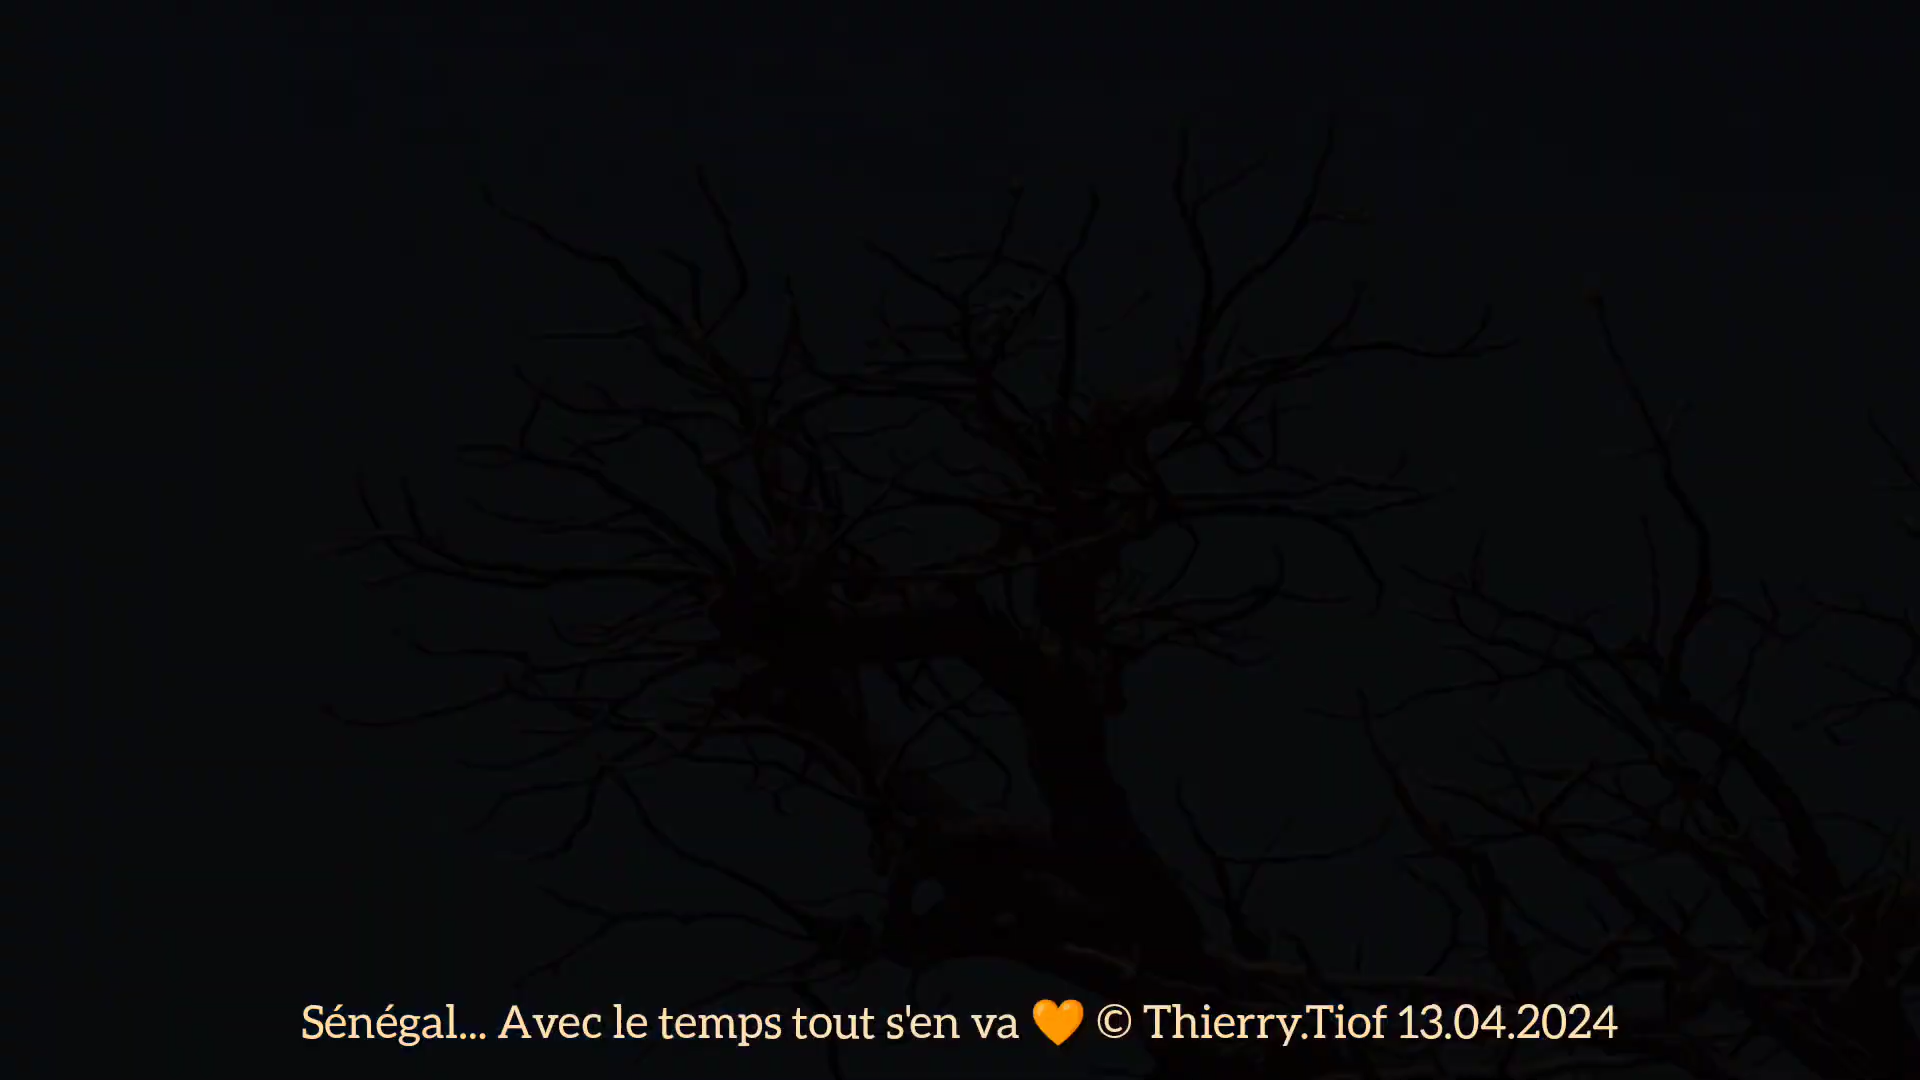 Sénégal... Avec le temps tout s'en va 🧡 © Thierry.Tiof 13.04.2024